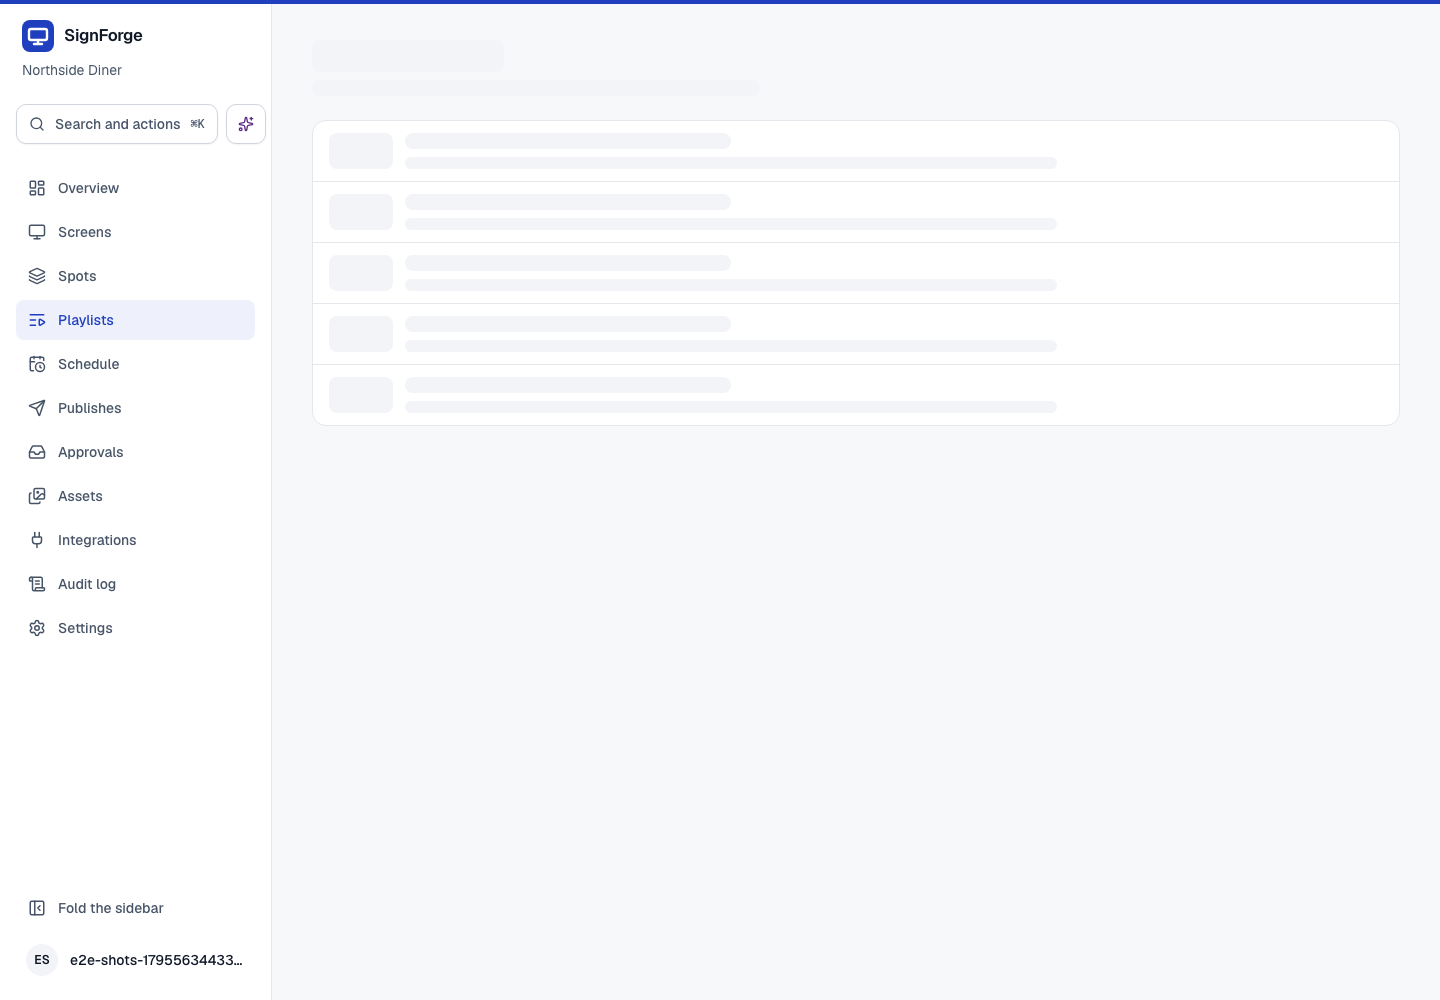 SignForge
Northside Diner
Search and actions ⌘K
Overview
Screens
Spots
Playlists
Schedule
Publishes
Approvals
Assets
Integrations
Audit log
Settings
Fold the sidebar
ES e2e-shots-17955634433...